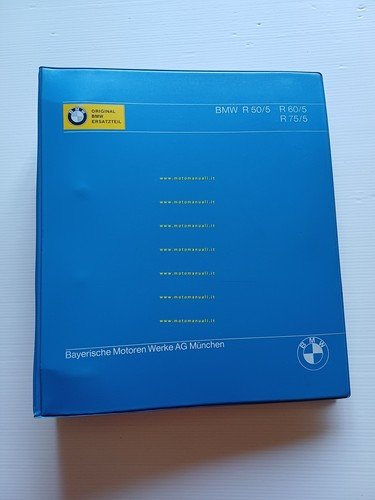 BMW
ORIGINAL
BMW
ERSATZTEIL
BMW R 50/5 R 60/5
R 75/5
www.motomanuali.it
www.motomanuali.it
www.motomanuali.it
www.motomanuali.it
www.motomanuali.it
www.motomanuali.it
www.motomanuali.it
Bayerische Motoren Werke AG München
BMW